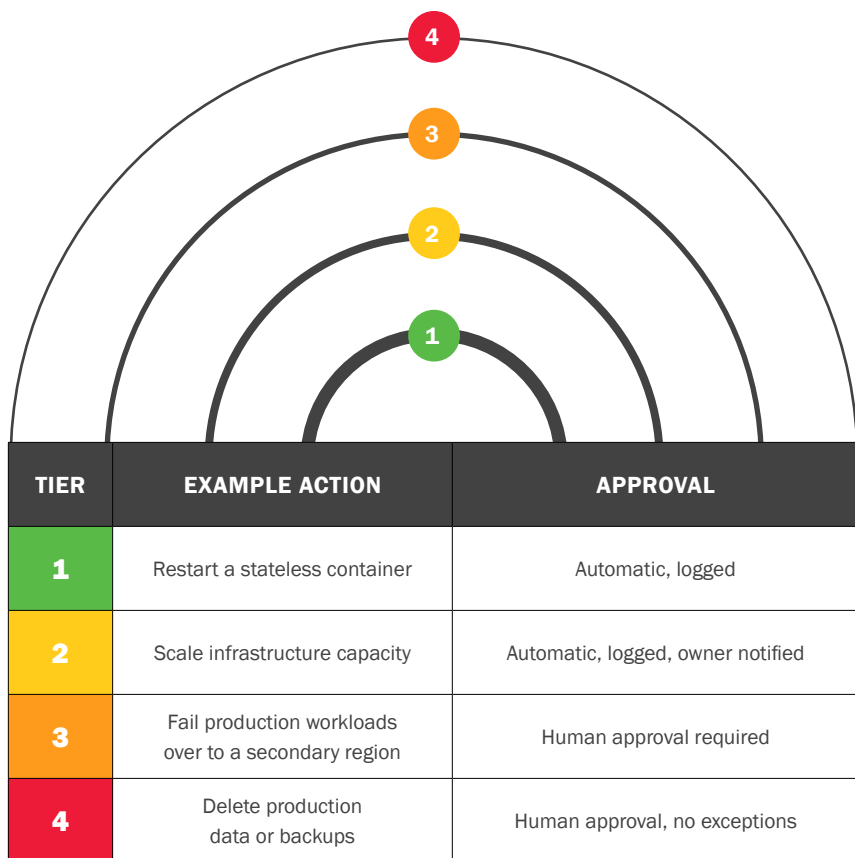 4
3
2
1
TIER
EXAMPLE ACTION
APPROVAL
1
Restart a stateless container
Automatic, logged
2
Scale infrastructure capacity
Automatic, logged, owner notified
3
Fail production workloads
over to a secondary region
Human approval required
4
Delete production
data or backups
Human approval, no exceptions